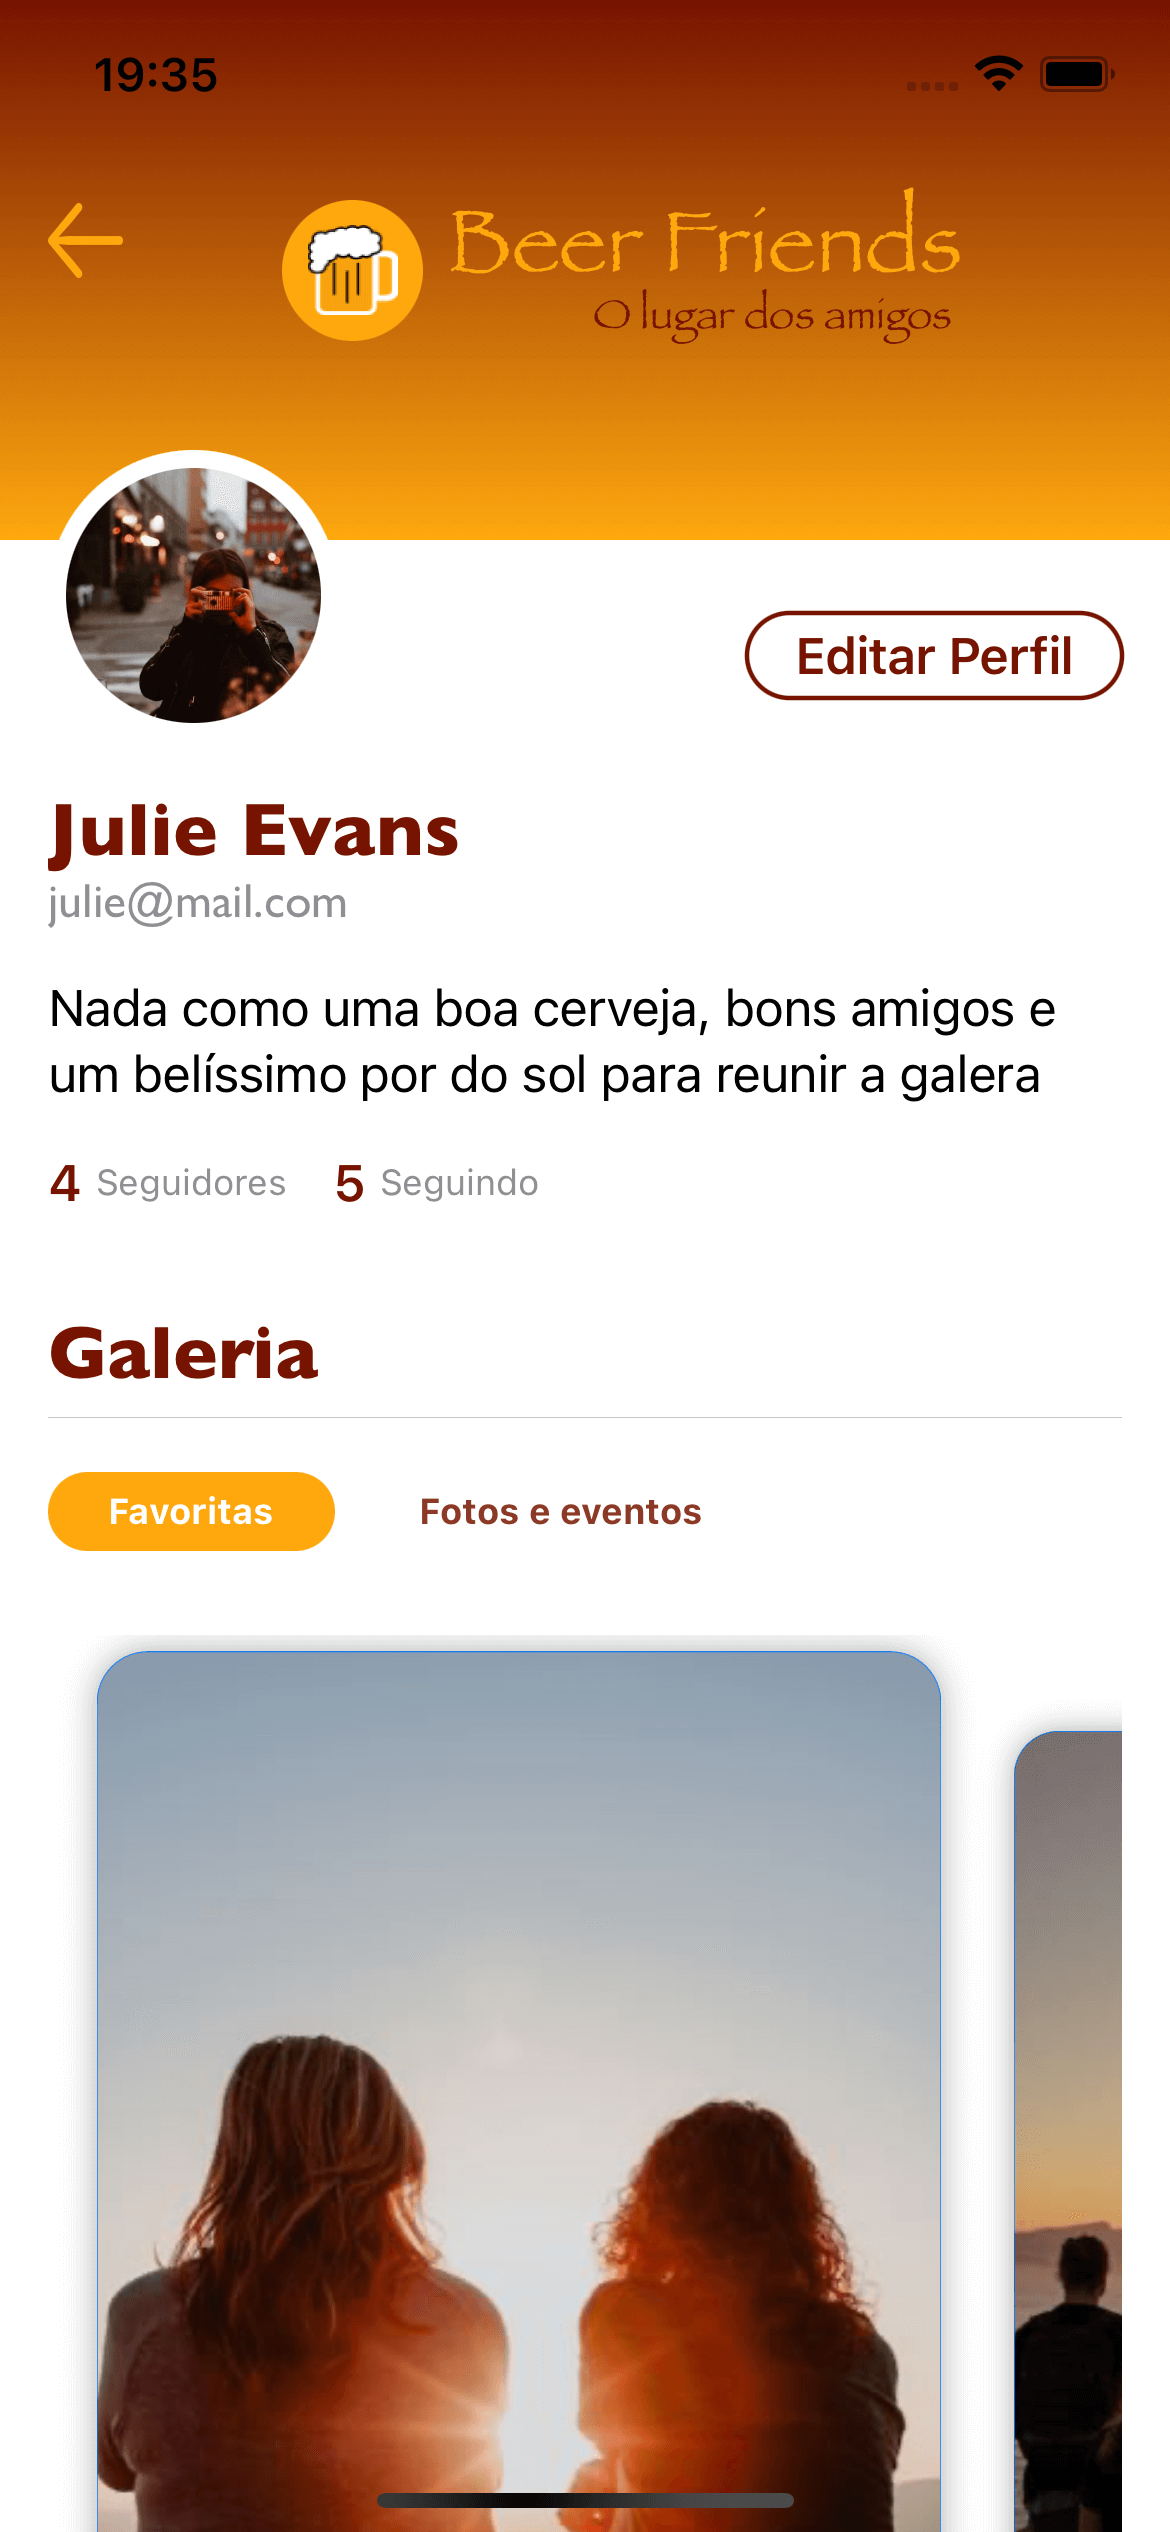 19:35
Beer Friends
O lugar dos amigos
Editar Perfil
Julie Evans
julie@mail.com
Nada como uma boa cerveja, bons amigos e
um belíssimo por do sol para reunir a galera
4 Seguidores 5 Seguindo
Galeria
Favoritas Fotos e eventos